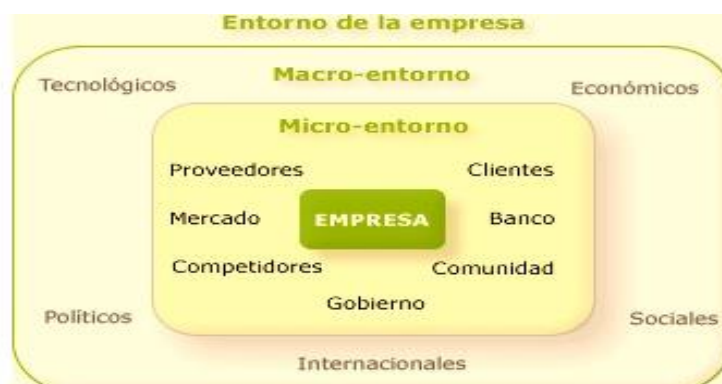 Entorno de la empresa
Macro-entorno
Tecnológicos
Económicos
Micro-entorno
Proveedores
Clientes
Mercado
EMPRESA
Banco
Competidores
Comunidad
Gobierno
Políticos
Sociales
Internacionales